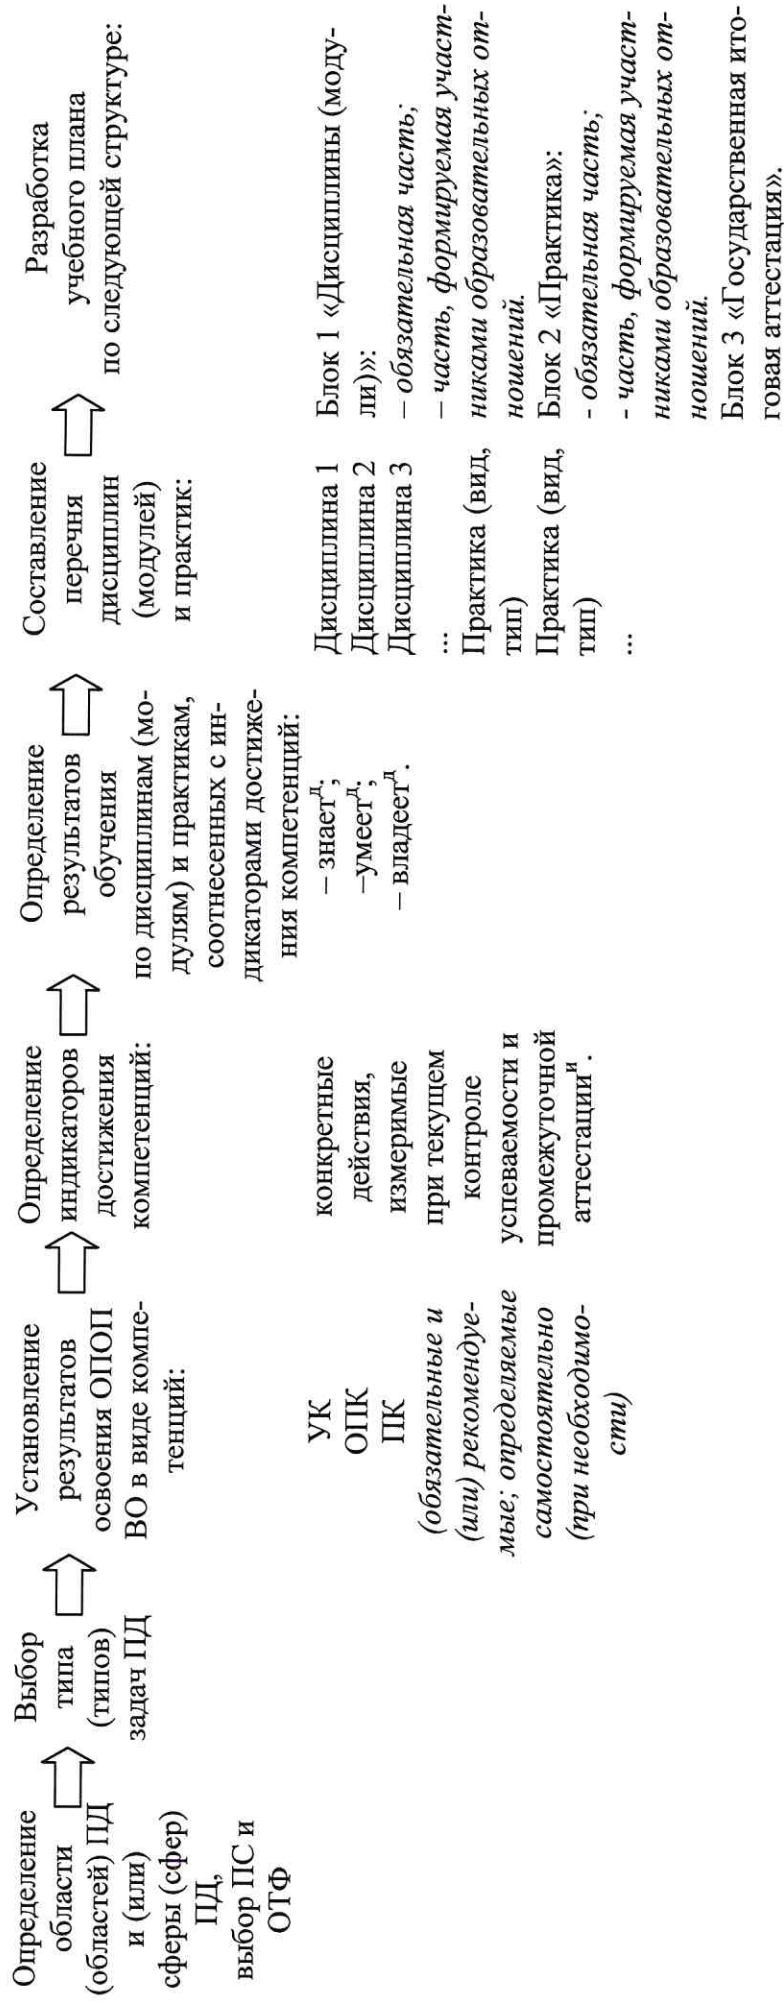 Определение
области
(областей) ПД
и (или)
сферы (сфер)
ПД,
выбор ПС и
ОТФ
Выбор
типа
(типов)
задач ПД
Установление
результатов
освоения ОПОП
ВО в виде компе-
тенций:
УК
ОПК
ПК
(обязательные и
(или) рекомендуе-
мые; определяемые
самостоятельно
(при необходимо-
сти)
Определение
индикаторов
достижения
компетенций:
конкретные
действия,
измеримые
при текущем
контроле
успеваемости и
промежуточной
аттестацииᴵ.
Определение
результатов
обучения
по дисциплинам (мо-
дулям) и практикам,
соотнесенных с ин-
дикаторами достиже-
ния компетенций:
– знаетᵈ;
–умеетᵈ;
– владеетᵈ.
Составление
перечня
дисциплин
(модулей)
и практик:
Дисциплина 1
Дисциплина 2
Дисциплина 3
...
Практика (вид,
тип)
Практика (вид,
тип)
...
Разработка
учебного плана
по следующей структуре:
Блок 1 «Дисциплины (моду-
ли)»:
– обязательная часть;
– часть, формируемая участ-
никами образовательных от-
ношений.
Блок 2 «Практика»:
- обязательная часть;
- часть, формируемая участ-
никами образовательных от-
ношений.
Блок 3 «Государственная ито-
говая аттестация».